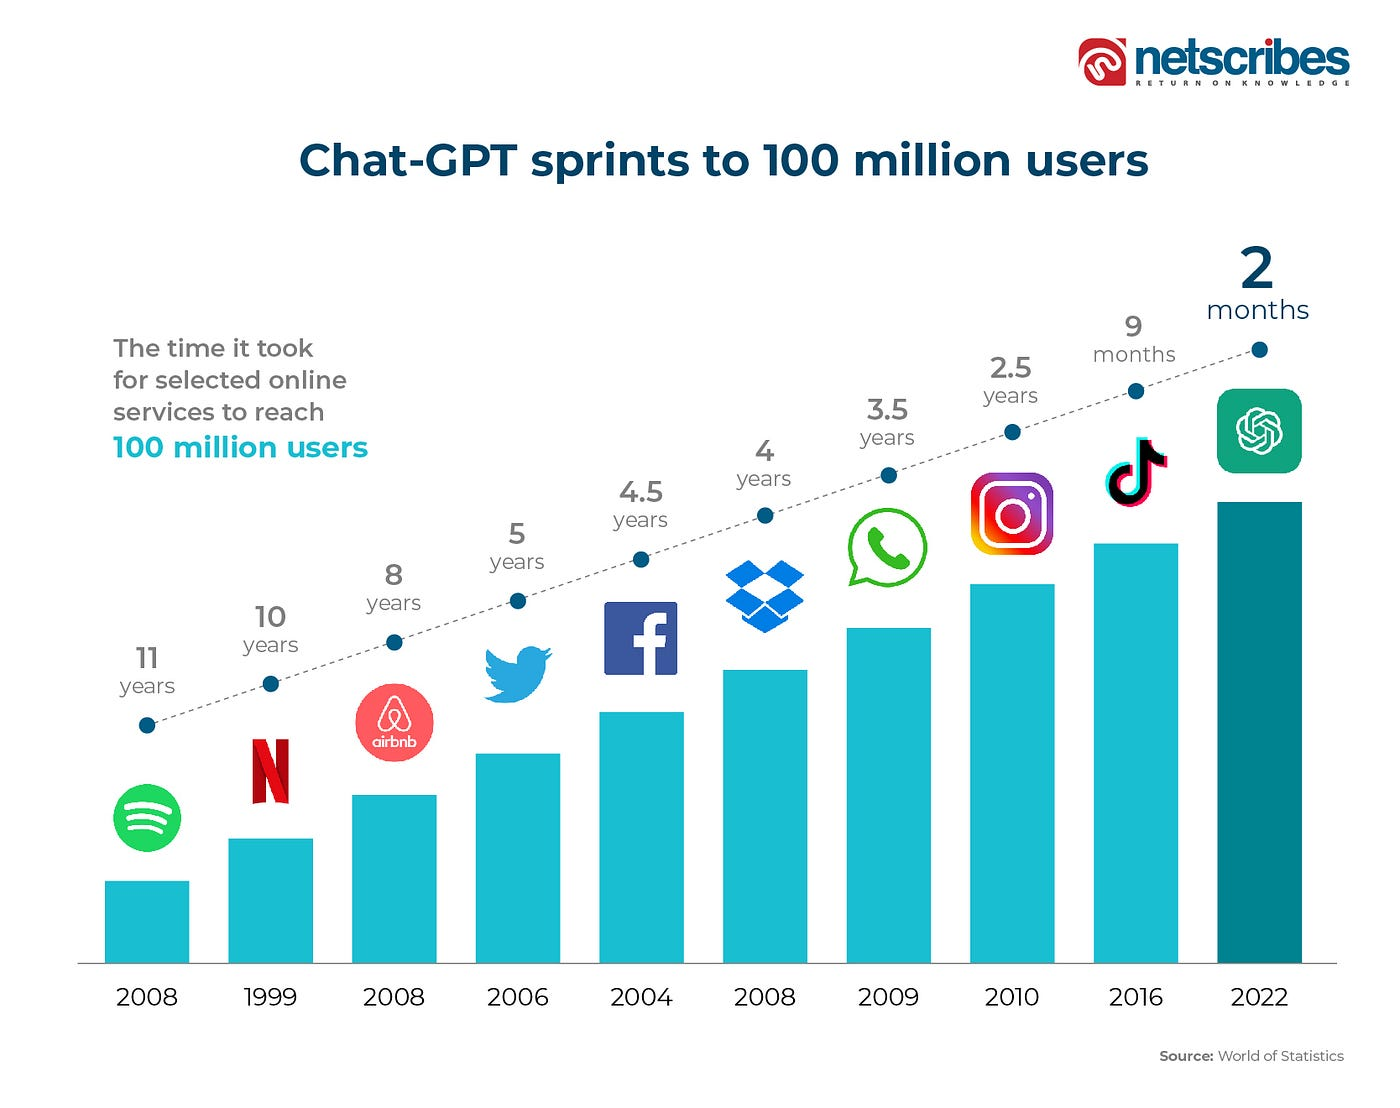 netscribes
RETURN ON KNOWLEDGE
Chat-GPT sprints to 100 million users
The time it took
for selected online
services to reach
100 million users
11
years
10
years
8
years
5
years
4.5
years
4
years
3.5
years
2.5
years
9
months
2
months
airbnb
2008
1999
2008
2006
2004
2008
2009
2010
2016
2022
Source: World of Statistics